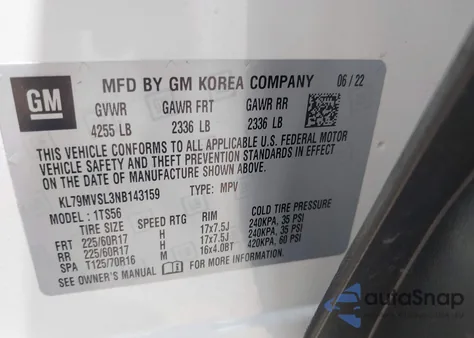 GM
MFD BY GM KOREA COMPANY 06/22
GVWR GAWR FRT GAWR RR
4255 LB 2336 LB 2336 LB
THIS VEHICLE CONFORMS TO ALL APPLICABLE U.S. FEDERAL MOTOR
VEHICLE SAFETY AND THEFT PREVENTION STANDARDS IN EFFECT ON
THE DATE OF MANUFACTURE SHOWN ABOVE.
KL79MVSL3NB143159 TYPE: MPV
MODEL: 1TS56
TIRE SIZE SPEED RTG RIM COLD TIRE PRESSURE
FRT 225/60R17 H 17x7.5J 240KPA, 35 PSI
RR 225/60R17 H 17x7.5J 240KPA, 35 PSI
SPA T125/70R16 M 16x4.0BT 420KPA, 60 PSI
SEE OWNER'S MANUAL FOR MORE INFORMATION.
autoSnap